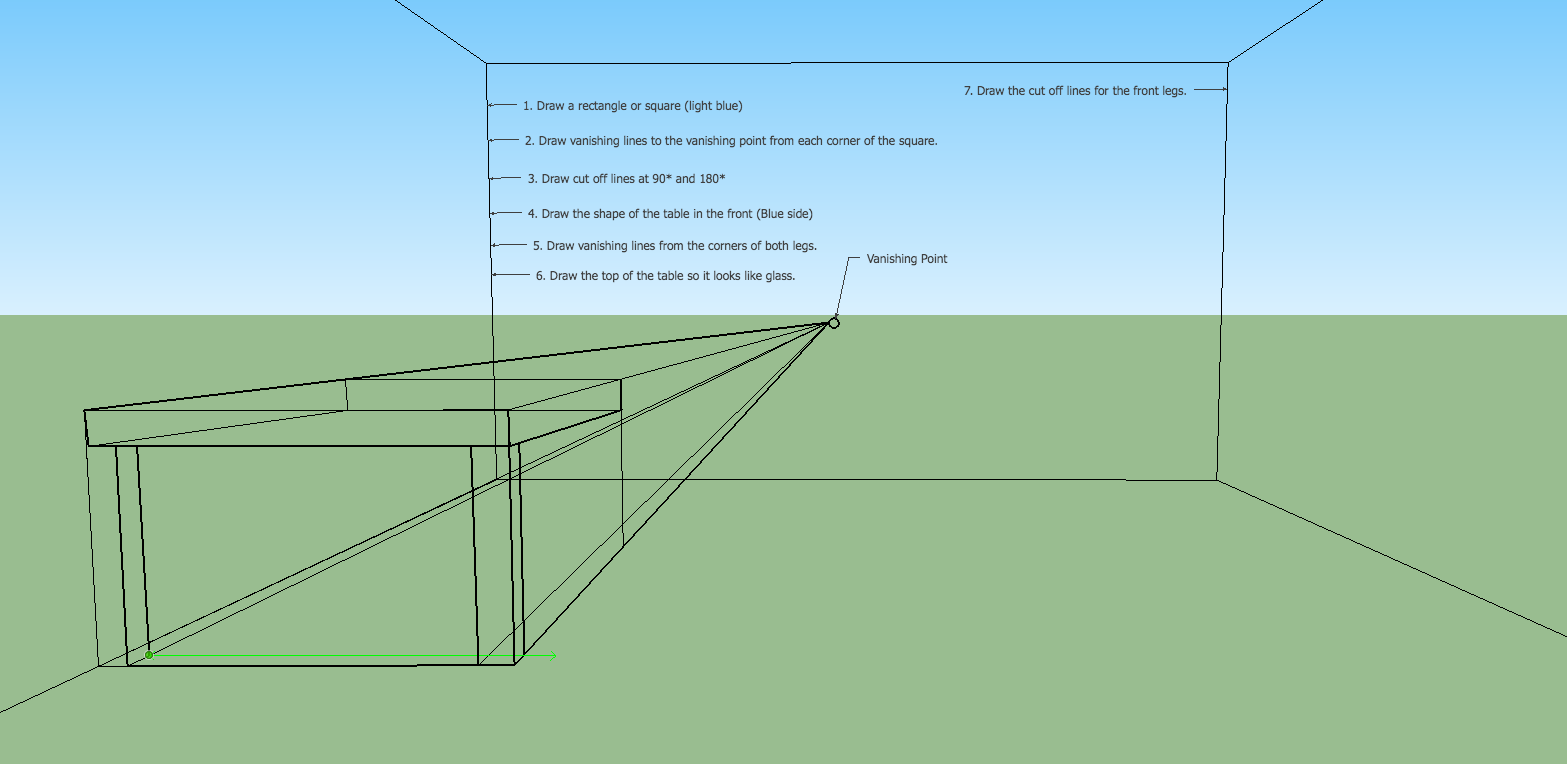 1. Draw a rectangle or square (light blue)
7. Draw the cut off lines for the front legs.
2. Draw vanishing lines to the vanishing point from each corner of the square.
3. Draw cut off lines at 90* and 180*
4. Draw the shape of the table in the front (Blue side)
5. Draw vanishing lines from the corners of both legs.
6. Draw the top of the table so it looks like glass.
Vanishing Point